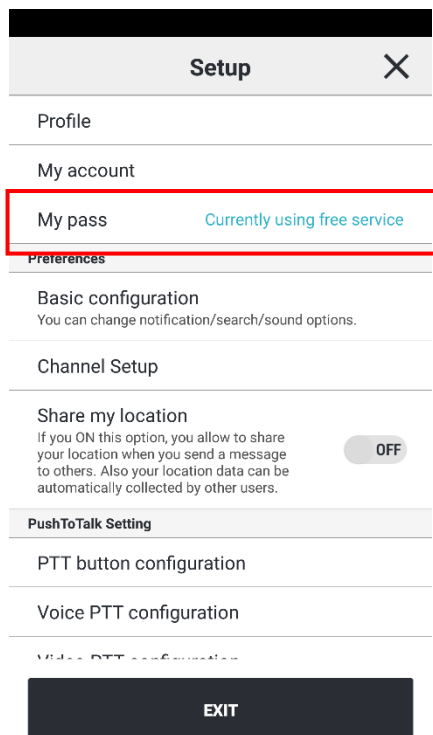 Setup
Profile
My account
My pass Currently using free service
Preferences
Basic configuration
You can change notification/search/sound options.
Channel Setup
Share my location
If you ON this option, you allow to share
your location when you send a message
to others. Also your location data can be
automatically collected by other users.
OFF
PushToTalk Setting
PTT button configuration
Voice PTT configuration
Video PTT configuration
EXIT